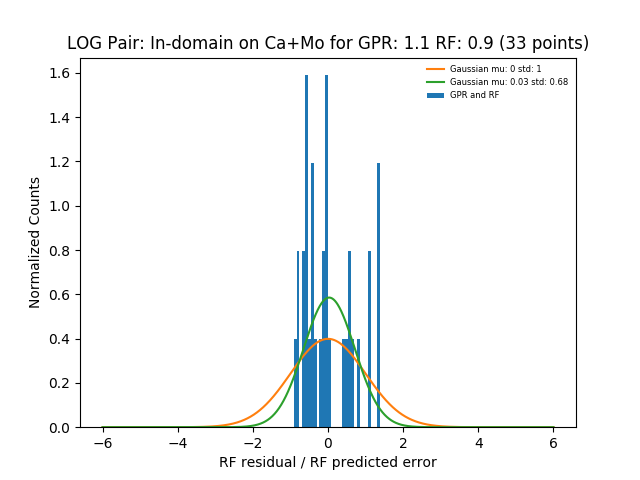 LOG Pair: In-domain on Ca+Mo for GPR: 1.1 RF: 0.9 (33 points)
Gaussian mu: 0 std: 1
Gaussian mu: 0.03 std: 0.68
GPR and RF
Normalized Counts
1.6
1.4
1.2
1.0
0.8
0.6
0.4
0.2
0.0
−6 −4 −2 0 2 4 6
RF residual / RF predicted error